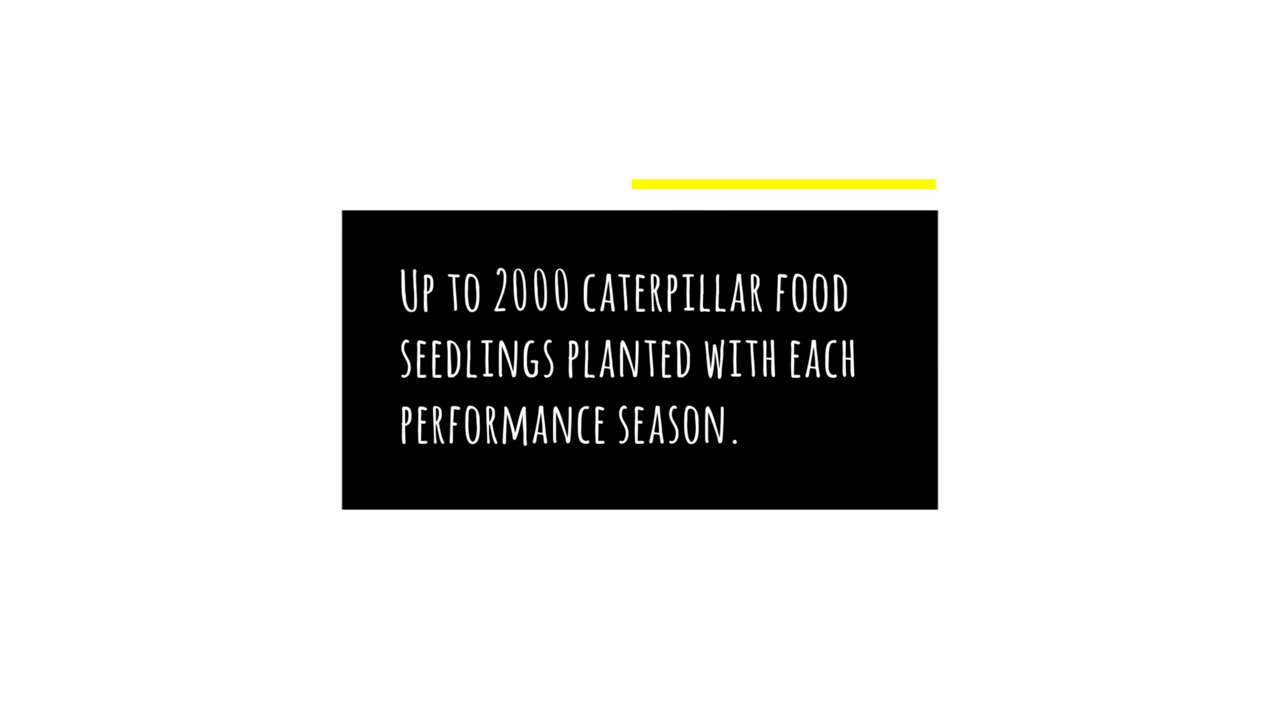 Up to 2000 caterpillar food
seedlings planted with each
performance season.